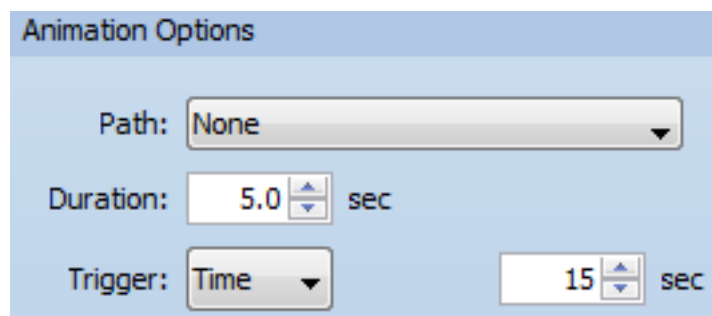 Animation Options
Path: None
Duration: 5.0 sec
Trigger: Time 15 sec